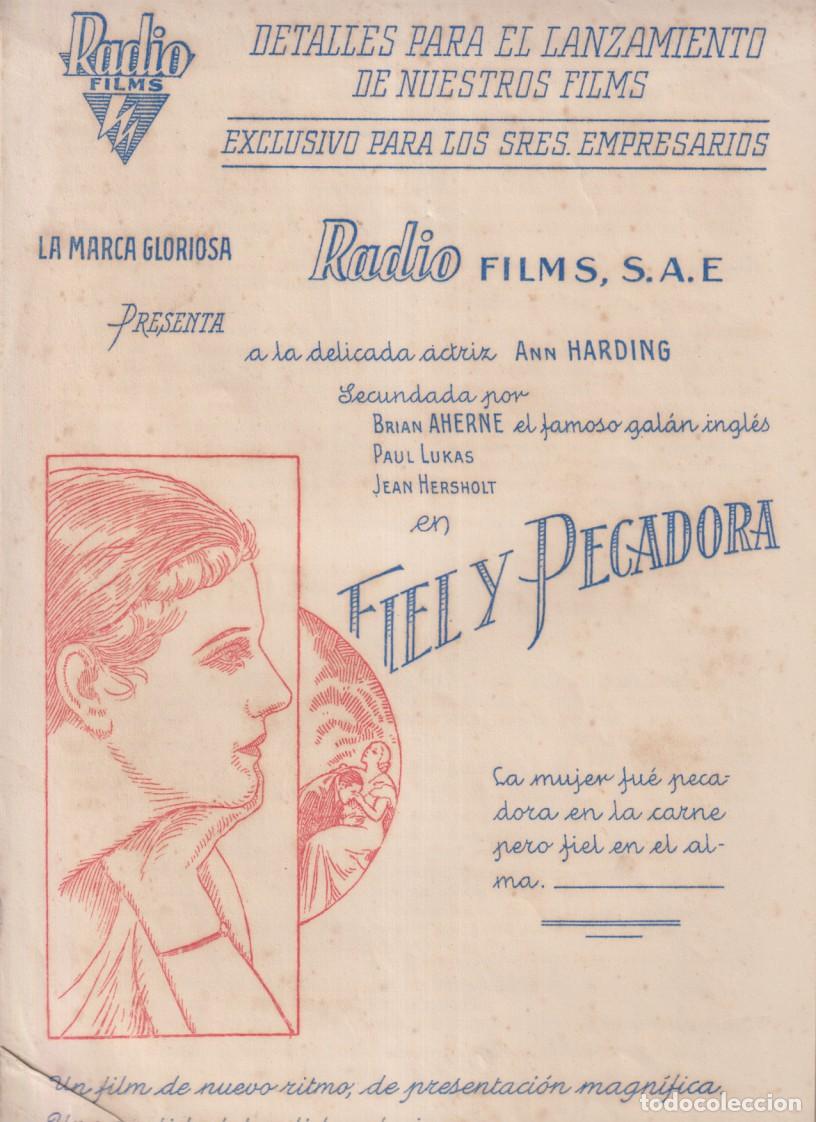 Radio
FILMS
DETALLES PARA EL LANZAMIENTO
DE NUESTROS FILMS
EXCLUSIVO PARA LOS SRES. EMPRESARIOS
LA MARCA GLORIOSA
Radio FILMS, S.A.E
PRESENTA
a la delicada actriz ANN HARDING
Secundada por
BRIAN AHERNE el famoso galán inglés
PAUL LUKAS
JEAN HERSHOLT
en
FIEL Y PECADORA
La mujer fué peca-
dora en la carne
pero fiel en el al-
ma.
Un film de nuevo ritmo, de presentación magnífica
todocoleccion